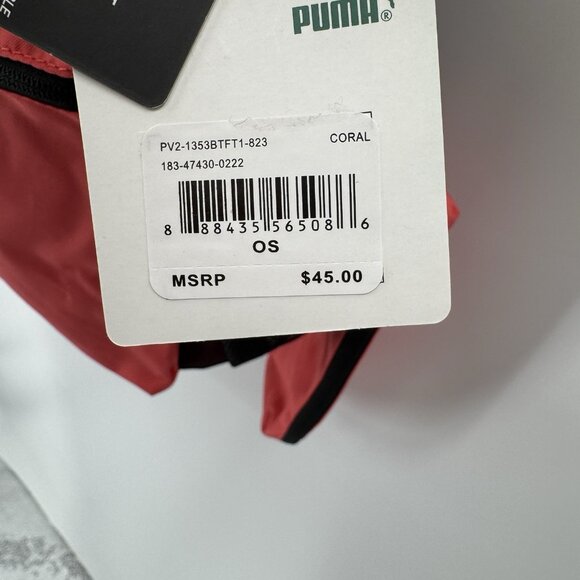 PUMA®
PV2-1353BTFT1-823 CORAL
183-47430-0222
8 88435 56508 6
OS
MSRP $45.00